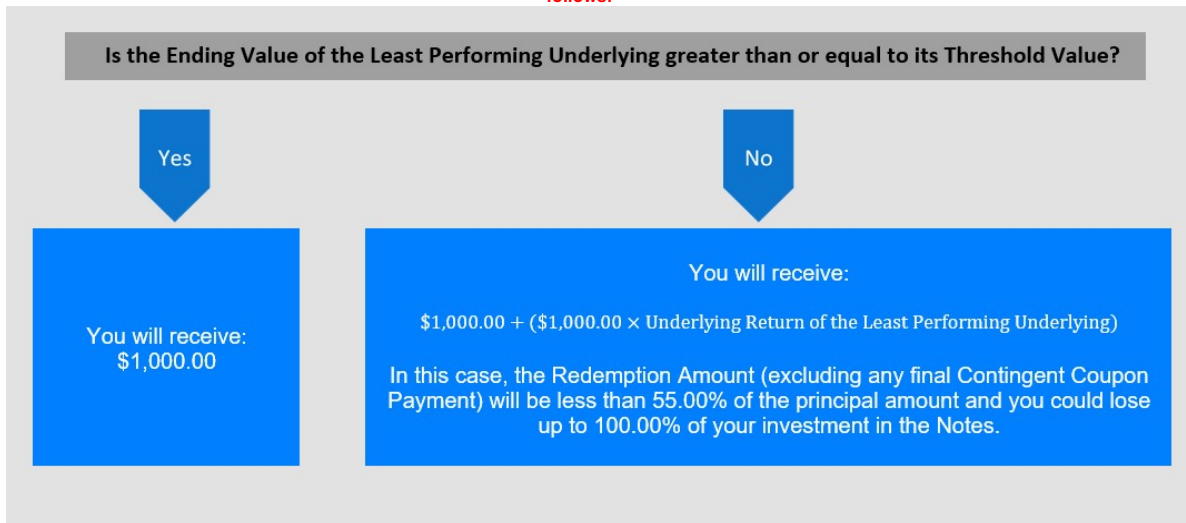 Is the Ending Value of the Least Performing Underlying greater than or equal to its Threshold Value?
Yes
No
You will receive:
$1,000.00
You will receive:
$1,000.00 + ($1,000.00 × Underlying Return of the Least Performing Underlying)
In this case, the Redemption Amount (excluding any final Contingent Coupon
Payment) will be less than 55.00% of the principal amount and you could lose
up to 100.00% of your investment in the Notes.